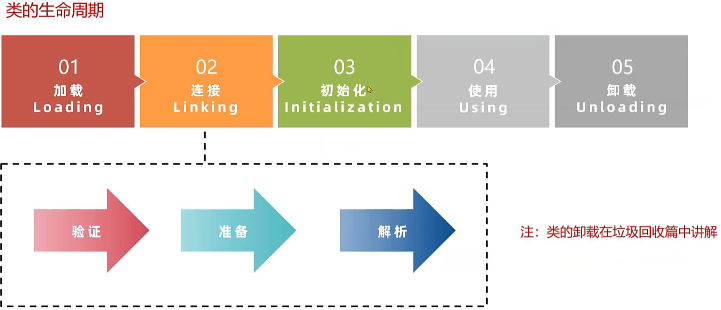 类的生命周期
01
加载
Loading
02
连接
Linking
03
初始化
Initialization
04
使用
Using
05
卸载
Unloading
验证
准备
解析
注：类的卸载在垃圾回收篇中讲解